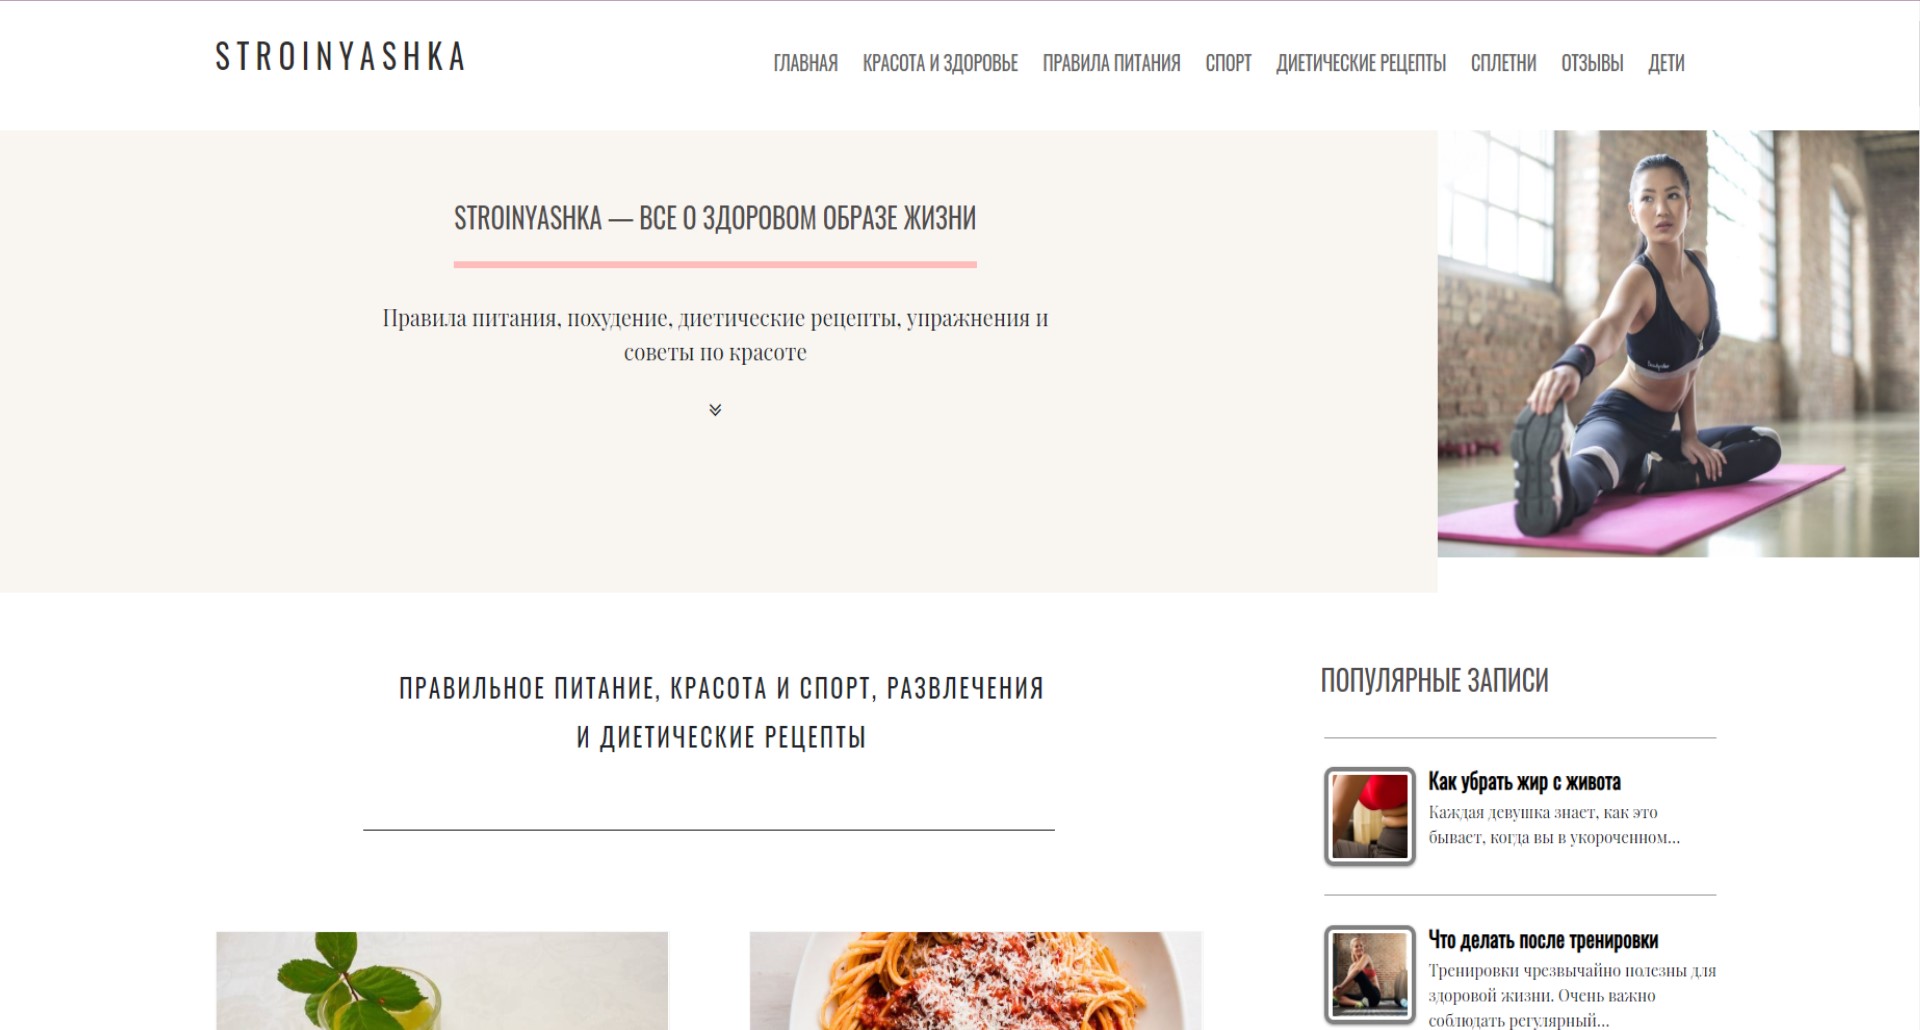 STROINYASHKA
ГЛАВНАЯ КРАСОТА И ЗДОРОВЬЕ ПРАВИЛА ПИТАНИЯ СПОРТ ДИЕТИЧЕСКИЕ РЕЦЕПТЫ СПЛЕТНИ ОТЗЫВЫ ДЕТИ
STROINYASHKA — ВСЕ О ЗДОРОВОМ ОБРАЗЕ ЖИЗНИ
Правила питания, похудение, диетические рецепты, упражнения и
советы по красоте
ПРАВИЛЬНОЕ ПИТАНИЕ, КРАСОТА И СПОРТ, РАЗВЛЕЧЕНИЯ
И ДИЕТИЧЕСКИЕ РЕЦЕПТЫ
ПОПУЛЯРНЫЕ ЗАПИСИ
Как убрать жир с живота
Каждая девушка знает, как это
бывает, когда вы в укороченном...
Что делать после тренировки
Тренировки чрезвычайно полезны для
здоровой жизни. Очень важно
соблюдать регулярный...